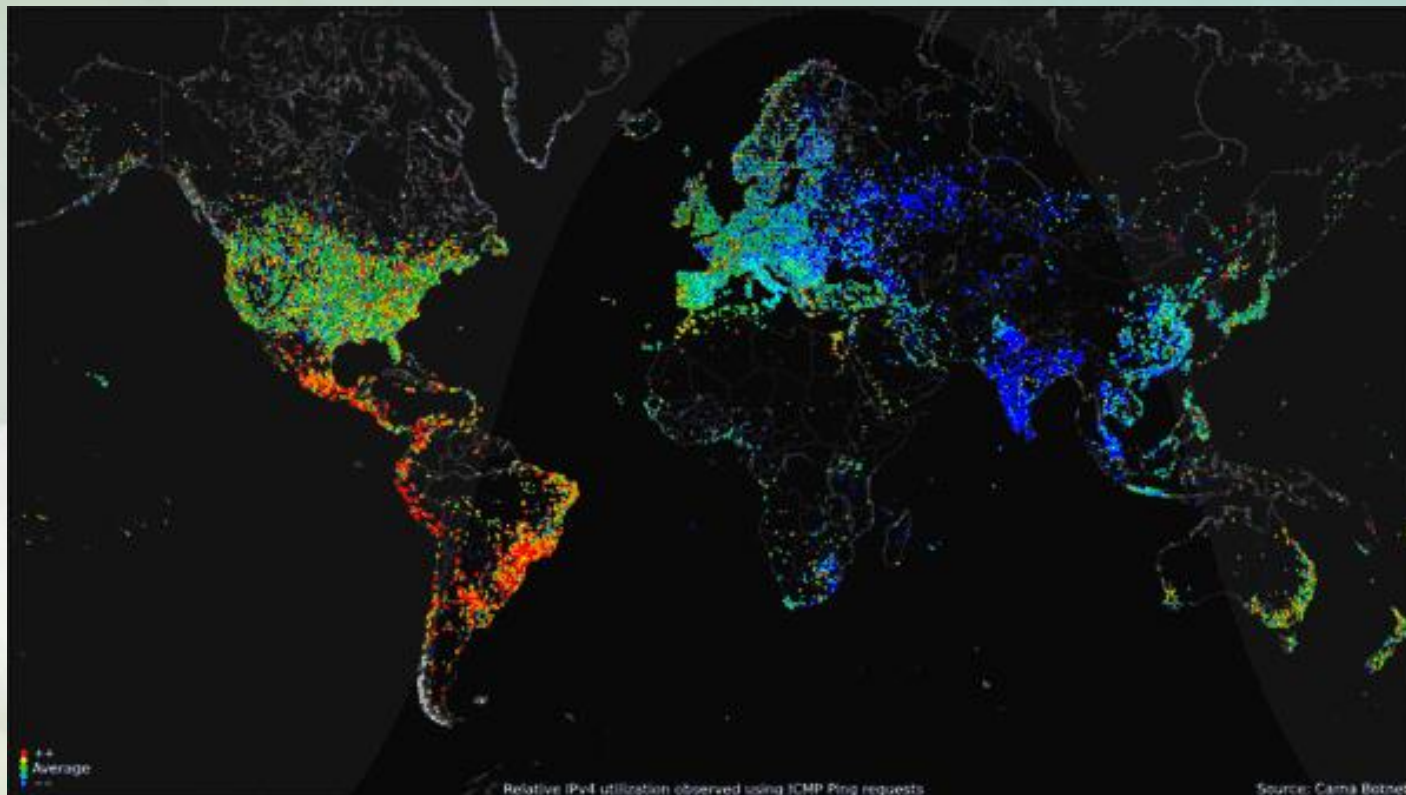 ++
Average
--
Relative IPv4 utilization observed using ICMP Ping requests
Source: Carna Botnet